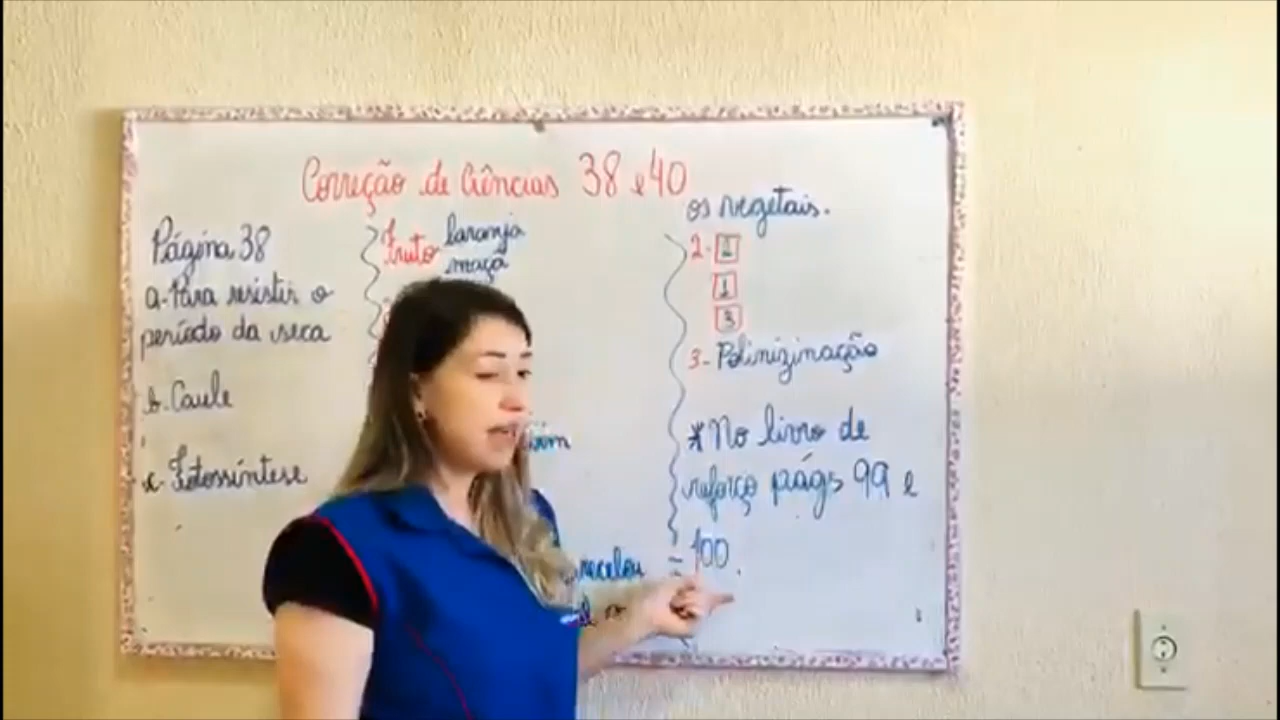 Correção de Ciências 38 e 40
Página 38
a-Para resistir o
período da seca
b-Caule
c-Fotossíntese
Fruto laranja
maçã
os vegetais.
2- 2
1
3
3-Polinizinação
*No livro de
reforço págs 99 e
100.